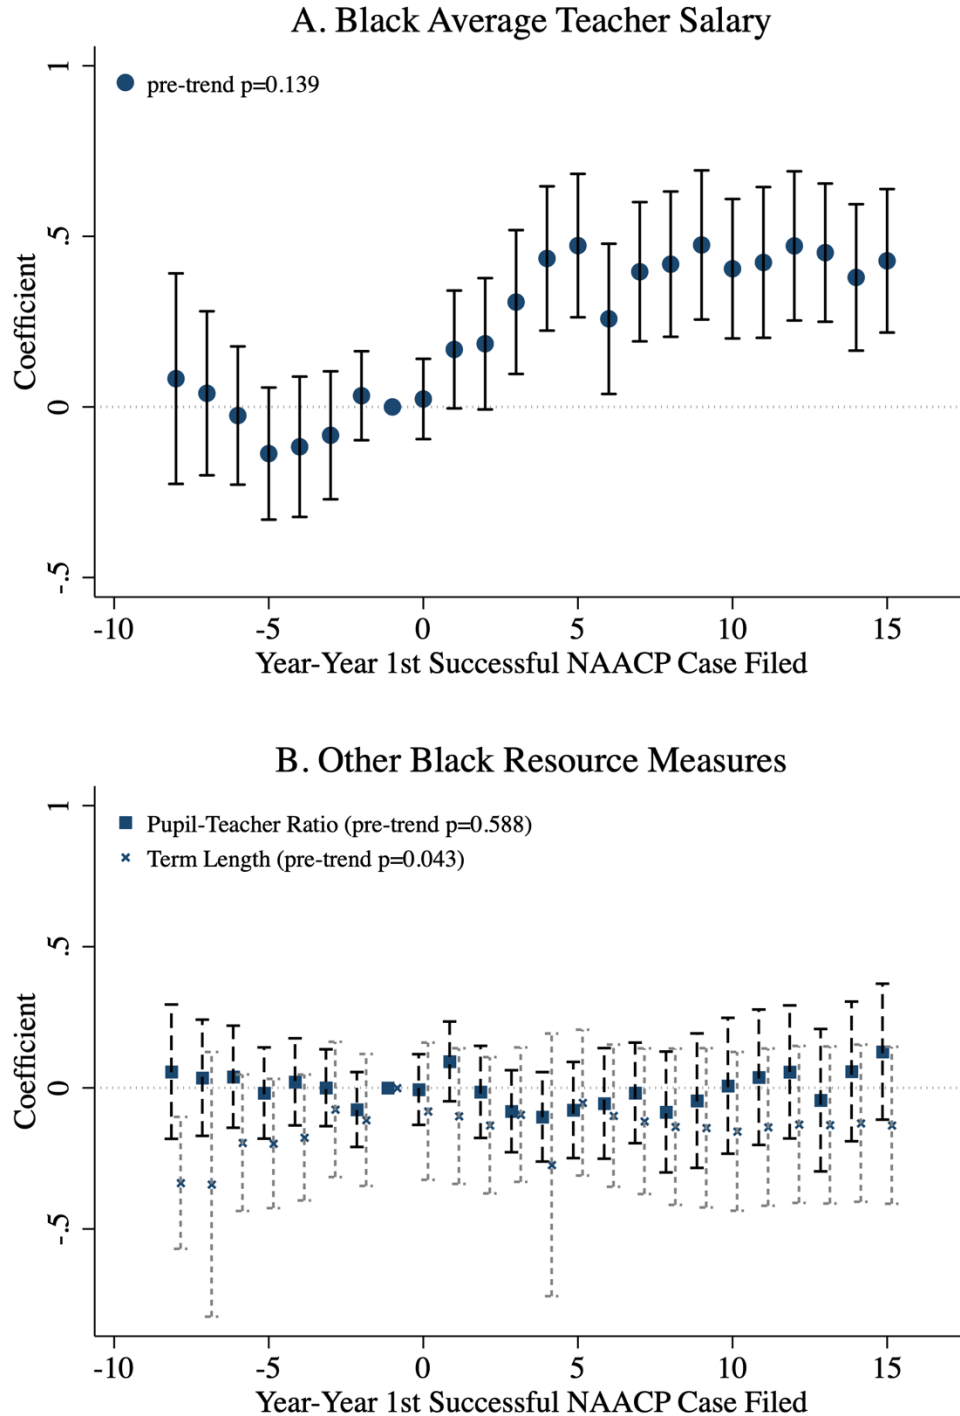 A. Black Average Teacher Salary
1
pre-trend p=0.139
.5
Coefficient
0
-.5
-10 -5 0 5 10 15
Year-Year 1st Successful NAACP Case Filed
B. Other Black Resource Measures
1
Pupil-Teacher Ratio (pre-trend p=0.588)
Term Length (pre-trend p=0.043)
.5
Coefficient
0
-.5
-10 -5 0 5 10 15
Year-Year 1st Successful NAACP Case Filed